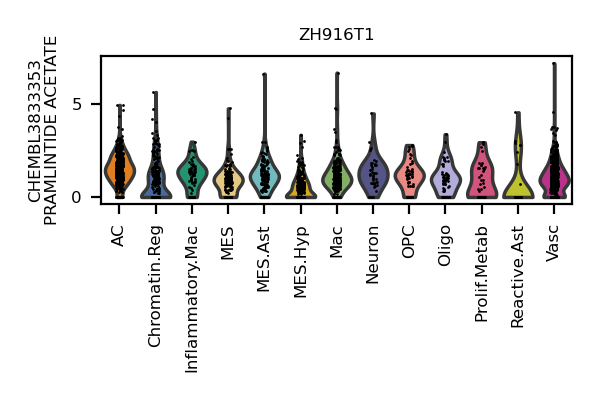 ZH916T1
CHEMBL3833353
PRAMLINTIDE ACETATE
5
0
AC
Chromatin.Reg
Inflammatory.Mac
MES
MES.Ast
MES.Hyp
Mac
Neuron
OPC
Oligo
Prolif.Metab
Reactive.Ast
Vasc